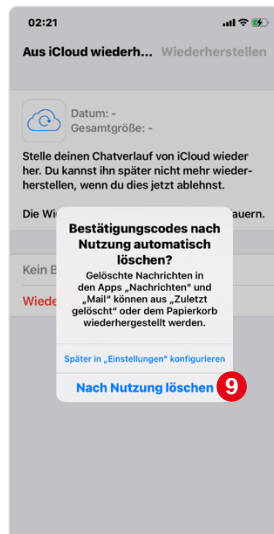 02:21
Aus iCloud wiederh... Wiederherstellen
Datum: -
Gesamtgröße: -
Stelle deinen Chatverlauf von iCloud wieder
her. Du kannst ihn später nicht mehr wieder-
herstellen, wenn du dies jetzt ablehnst.
Die Wi
auern.
Bestätigungscodes nach
Nutzung automatisch
löschen?
Gelöschte Nachrichten in
den Apps „Nachrichten“ und
„Mail“ können aus „Zuletzt
gelöscht“ oder dem Papierkorb
wiederhergestellt werden.
Kein B
Wiede
Später in „Einstellungen“ konfigurieren
Nach Nutzung löschen 9